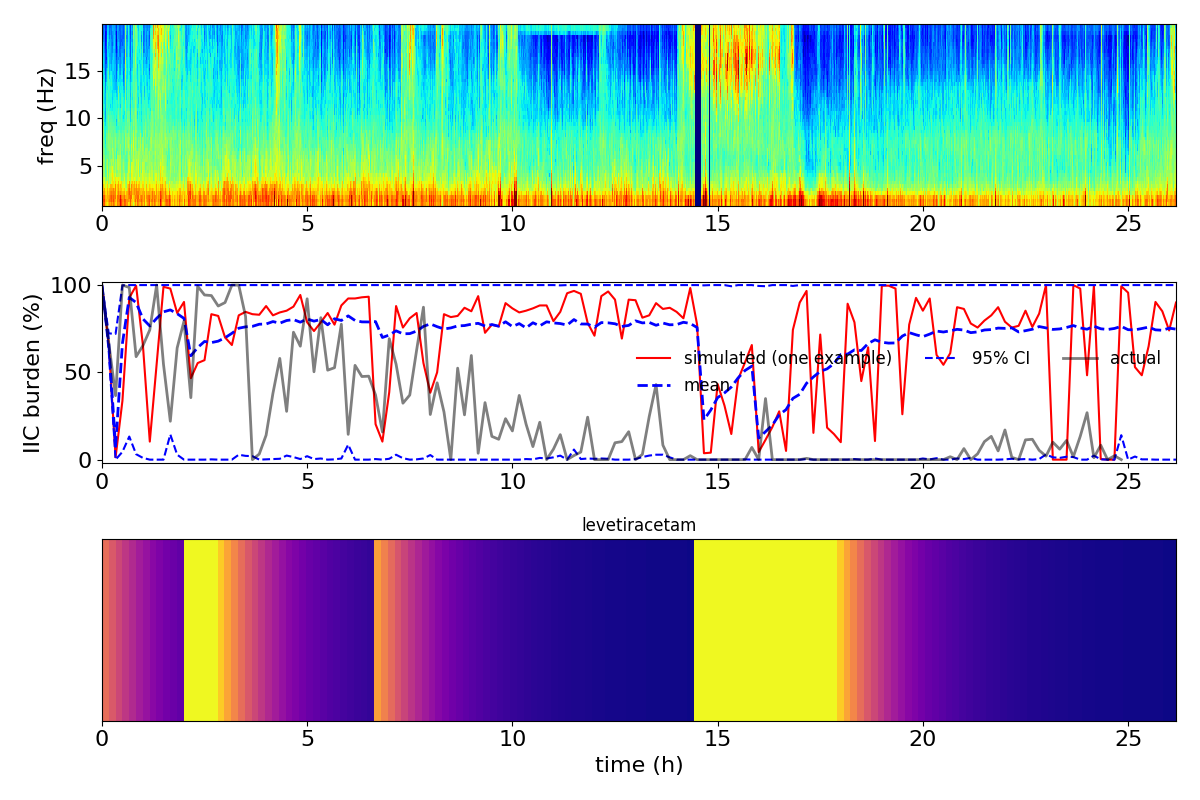 freq (Hz)
15
10
5
0 5 10 15 20 25
IIC burden (%)
100
50
0
simulated (one example)
mean
95% CI
actual
0 5 10 15 20 25
levetiracetam
0 5 10 15 20 25
time (h)